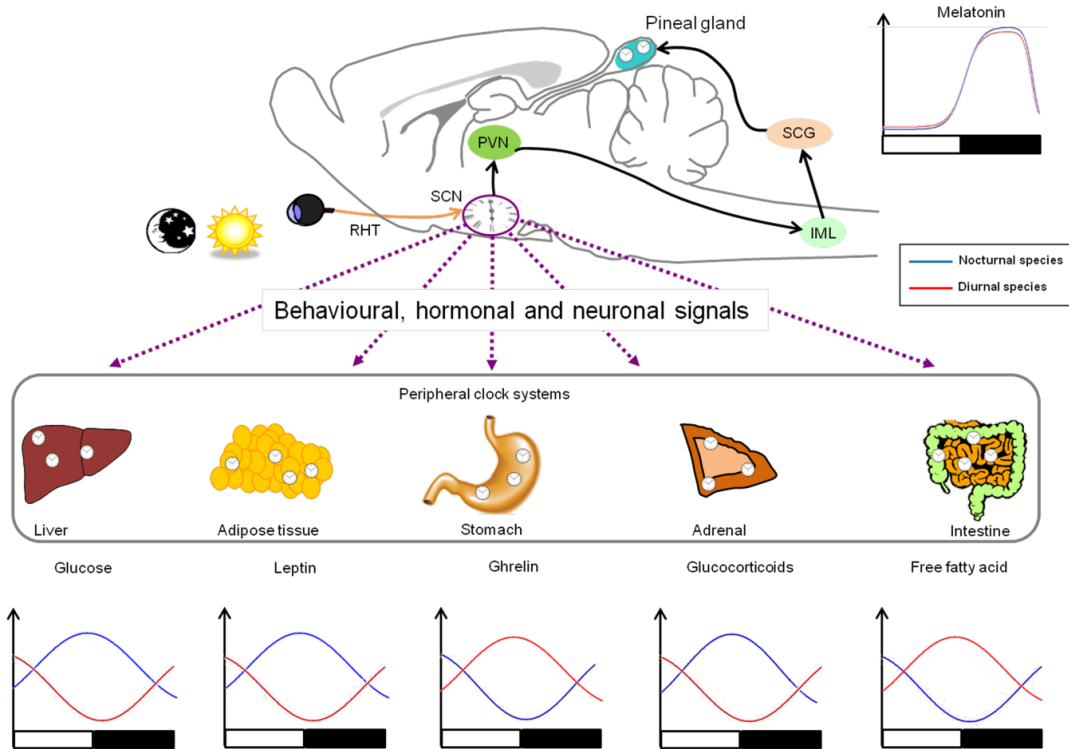 Pineal gland
Melatonin
PVN
SCG
SCN
RHT
IML
Nocturnal species
Diurnal species
Behavioural, hormonal and neuronal signals
Peripheral clock systems
Liver
Adipose tissue
Stomach
Adrenal
Intestine
Glucose
Leptin
Ghrelin
Glucocorticoids
Free fatty acid